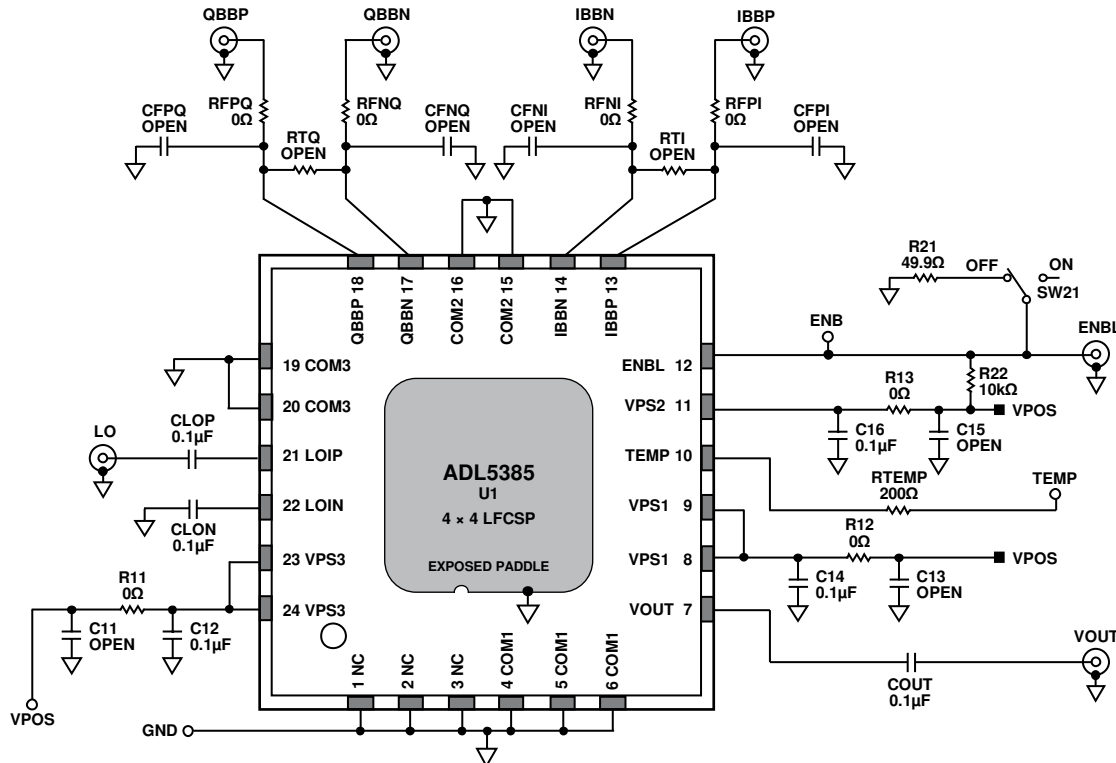 QBBP
QBBN
IBBN
IBBP
CFPQ
OPEN
RFPQ
0Ω
RTQ
OPEN
RFNQ
0Ω
CFNQ
OPEN
CFNI
OPEN
RFNI
0Ω
RTI
OPEN
RFPI
0Ω
CFPI
OPEN
QBBP 18
QBBN 17
COM2 16
COM2 15
IBBN 14
IBBP 13
R21
49.9Ω
OFF
ON
SW21
ENB
ENBL
19 COM3
20 COM3
21 LOIP
22 LOIN
23 VPS3
24 VPS3
LO
CLOP
0.1µF
CLON
0.1µF
R11
0Ω
C11
OPEN
C12
0.1µF
VPOS
ADL5385
U1
4 × 4 LFCSP
EXPOSED PADDLE
ENBL 12
VPS2 11
TEMP 10
VPS1 9
VPS1 8
VOUT 7
R13
0Ω
R22
10kΩ
VPOS
C16
0.1µF
C15
OPEN
RTEMP
200Ω
TEMP
R12
0Ω
VPOS
C14
0.1µF
C13
OPEN
VOUT
COUT
0.1µF
1 NC
2 NC
3 NC
4 COM1
5 COM1
6 COM1
GND